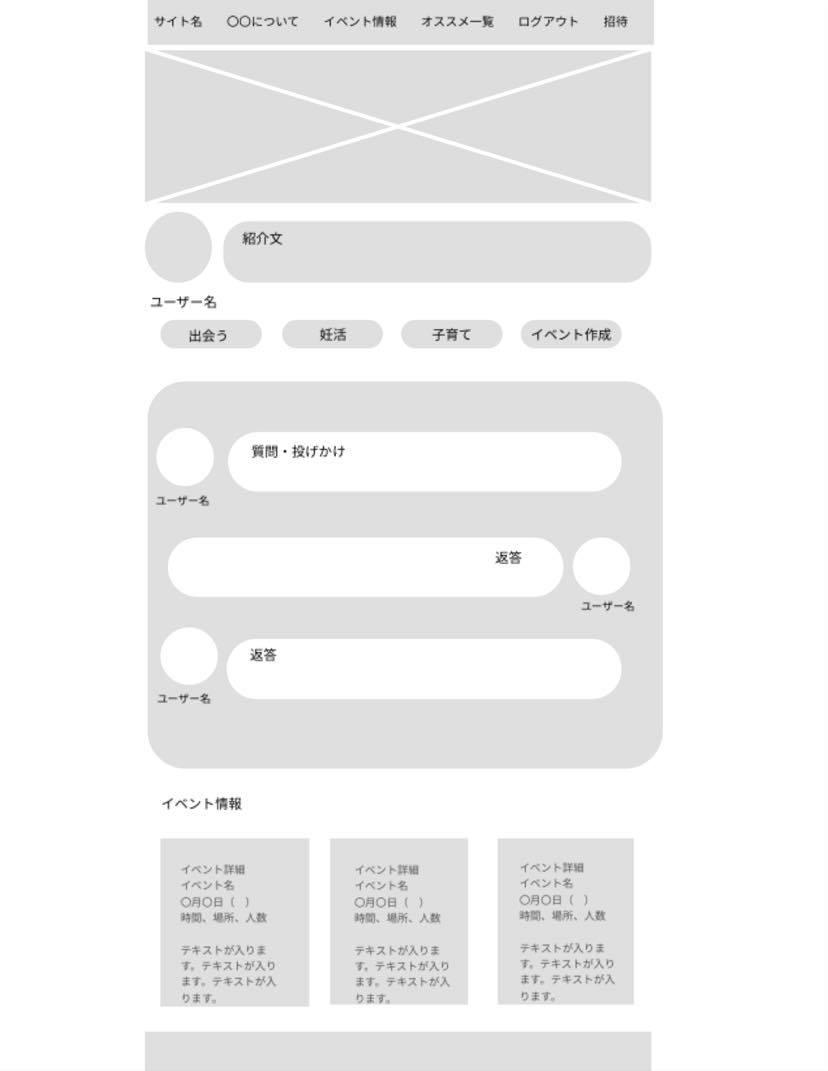 サイト名 〇〇について イベント情報 オススメ一覧 ログアウト 招待
紹介文
ユーザー名
出会う 妊活 子育て イベント作成
質問・投げかけ
ユーザー名
返答
ユーザー名
返答
ユーザー名
イベント情報
イベント詳細
イベント名
〇月〇日（　）
時間、場所、人数
テキストが入りま
す。テキストが入り
ます。テキストが入
ります。
イベント詳細
イベント名
〇月〇日（　）
時間、場所、人数
テキストが入りま
す。テキストが入り
ます。テキストが入
ります。
イベント詳細
イベント名
〇月〇日（　）
時間、場所、人数
テキストが入りま
す。テキストが入り
ます。テキストが入
ります。